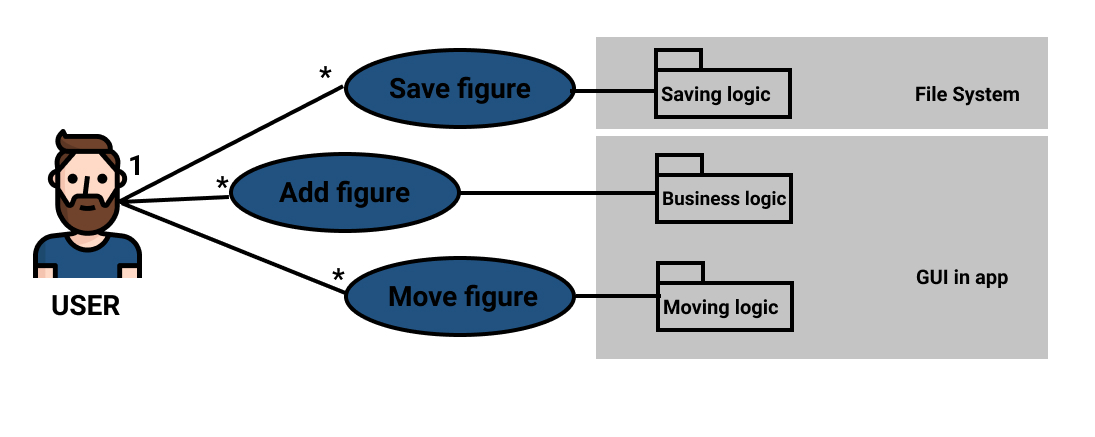 *
Save figure
Saving logic
File System
1
*
Add figure
Business logic
*
Move figure
Moving logic
GUI in app
USER